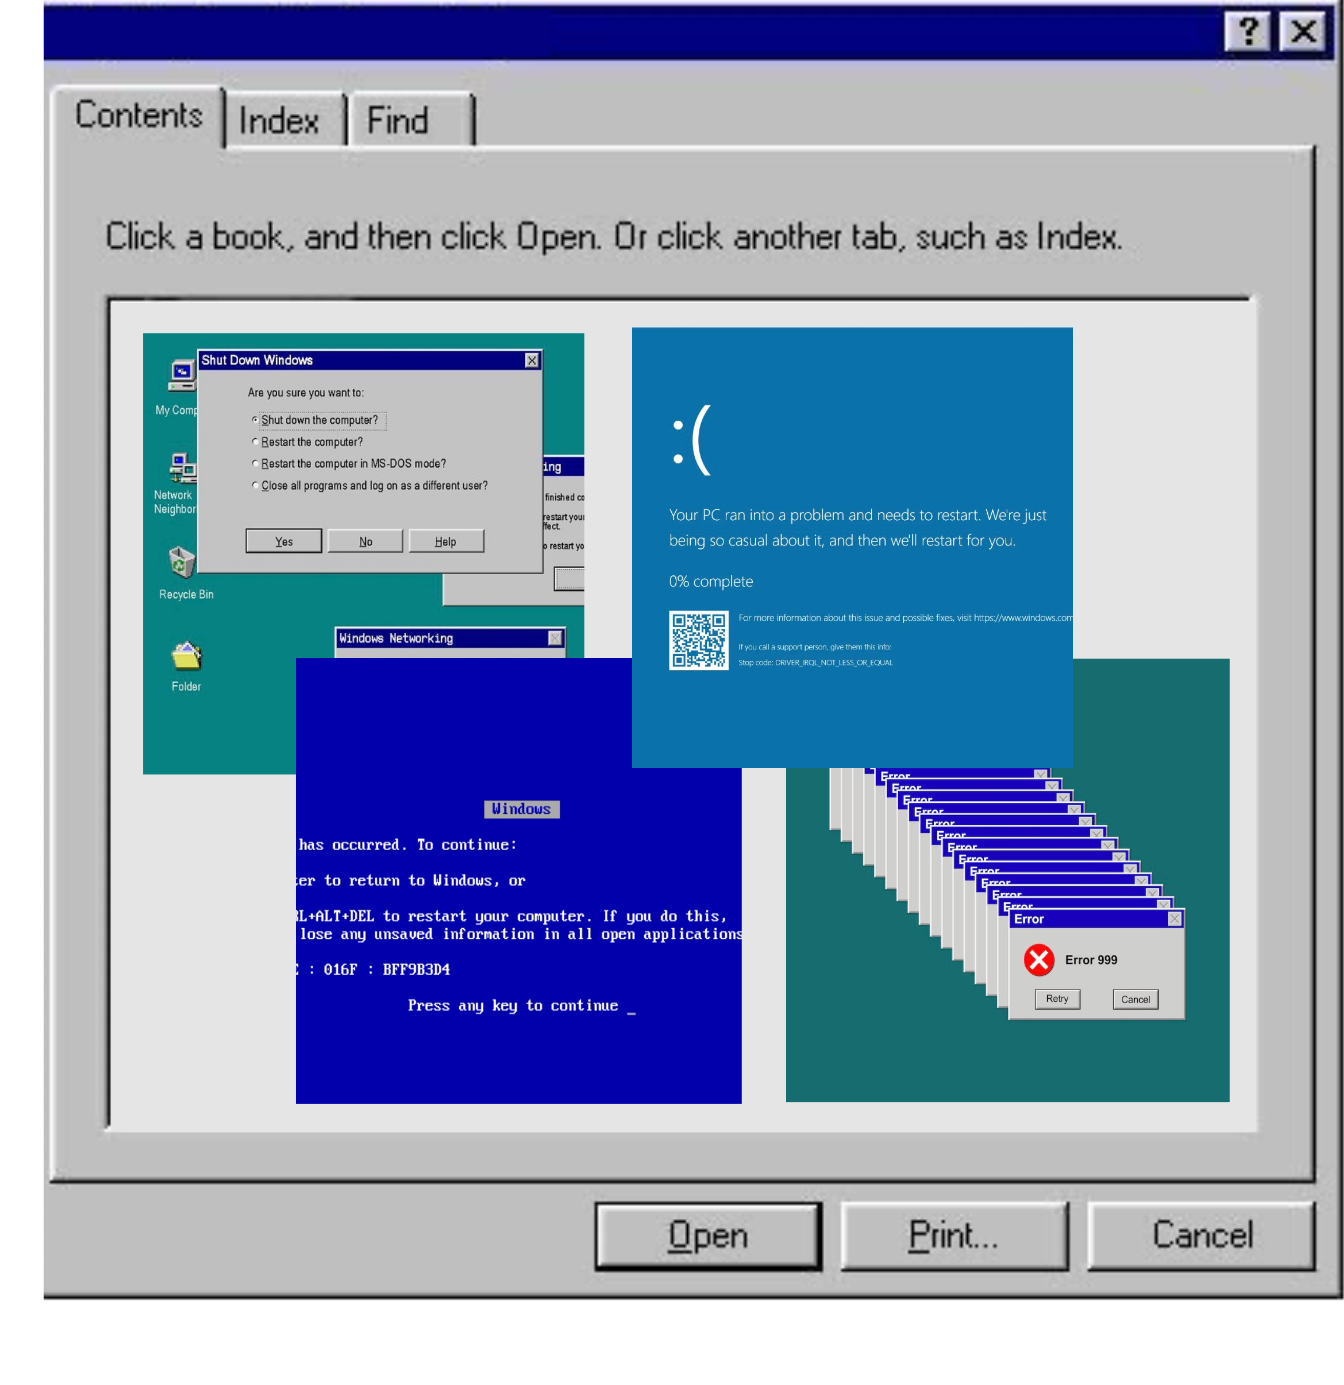 ?
Contents
Index
Find
Click a book, and then click Open. Or click another tab, such as Index.
Shut Down Windows
Are you sure you want to:
Shut down the computer?
Restart the computer?
Restart the computer in MS-DOS mode?
Close all programs and log on as a different user?
Yes
No
Help
My Comp
Network
Neighbor
Recycle Bin
Folder
ing
finished co
restart your
fect.
o restart yo
Windows Networking
:(
Your PC ran into a problem and needs to restart. We're just
being so casual about it, and then we'll restart for you.
0% complete
For more information about this issue and possible fixes, visit https://www.windows.com
If you call a support person, give them this info:
Stop code: DRIVER_IRQL_NOT_LESS_OR_EQUAL
Windows
has occurred. To continue:
er to return to Windows, or
RL+ALT+DEL to restart your computer. If you do this,
lose any unsaved information in all open applications
: 016F : BFF9B3D4
Press any key to continue _
Error
Error
Error
Error
Error
Error
Error
Error
Error
Error
Error
Error
Error
Error 999
Retry
Cancel
Open
Print...
Cancel